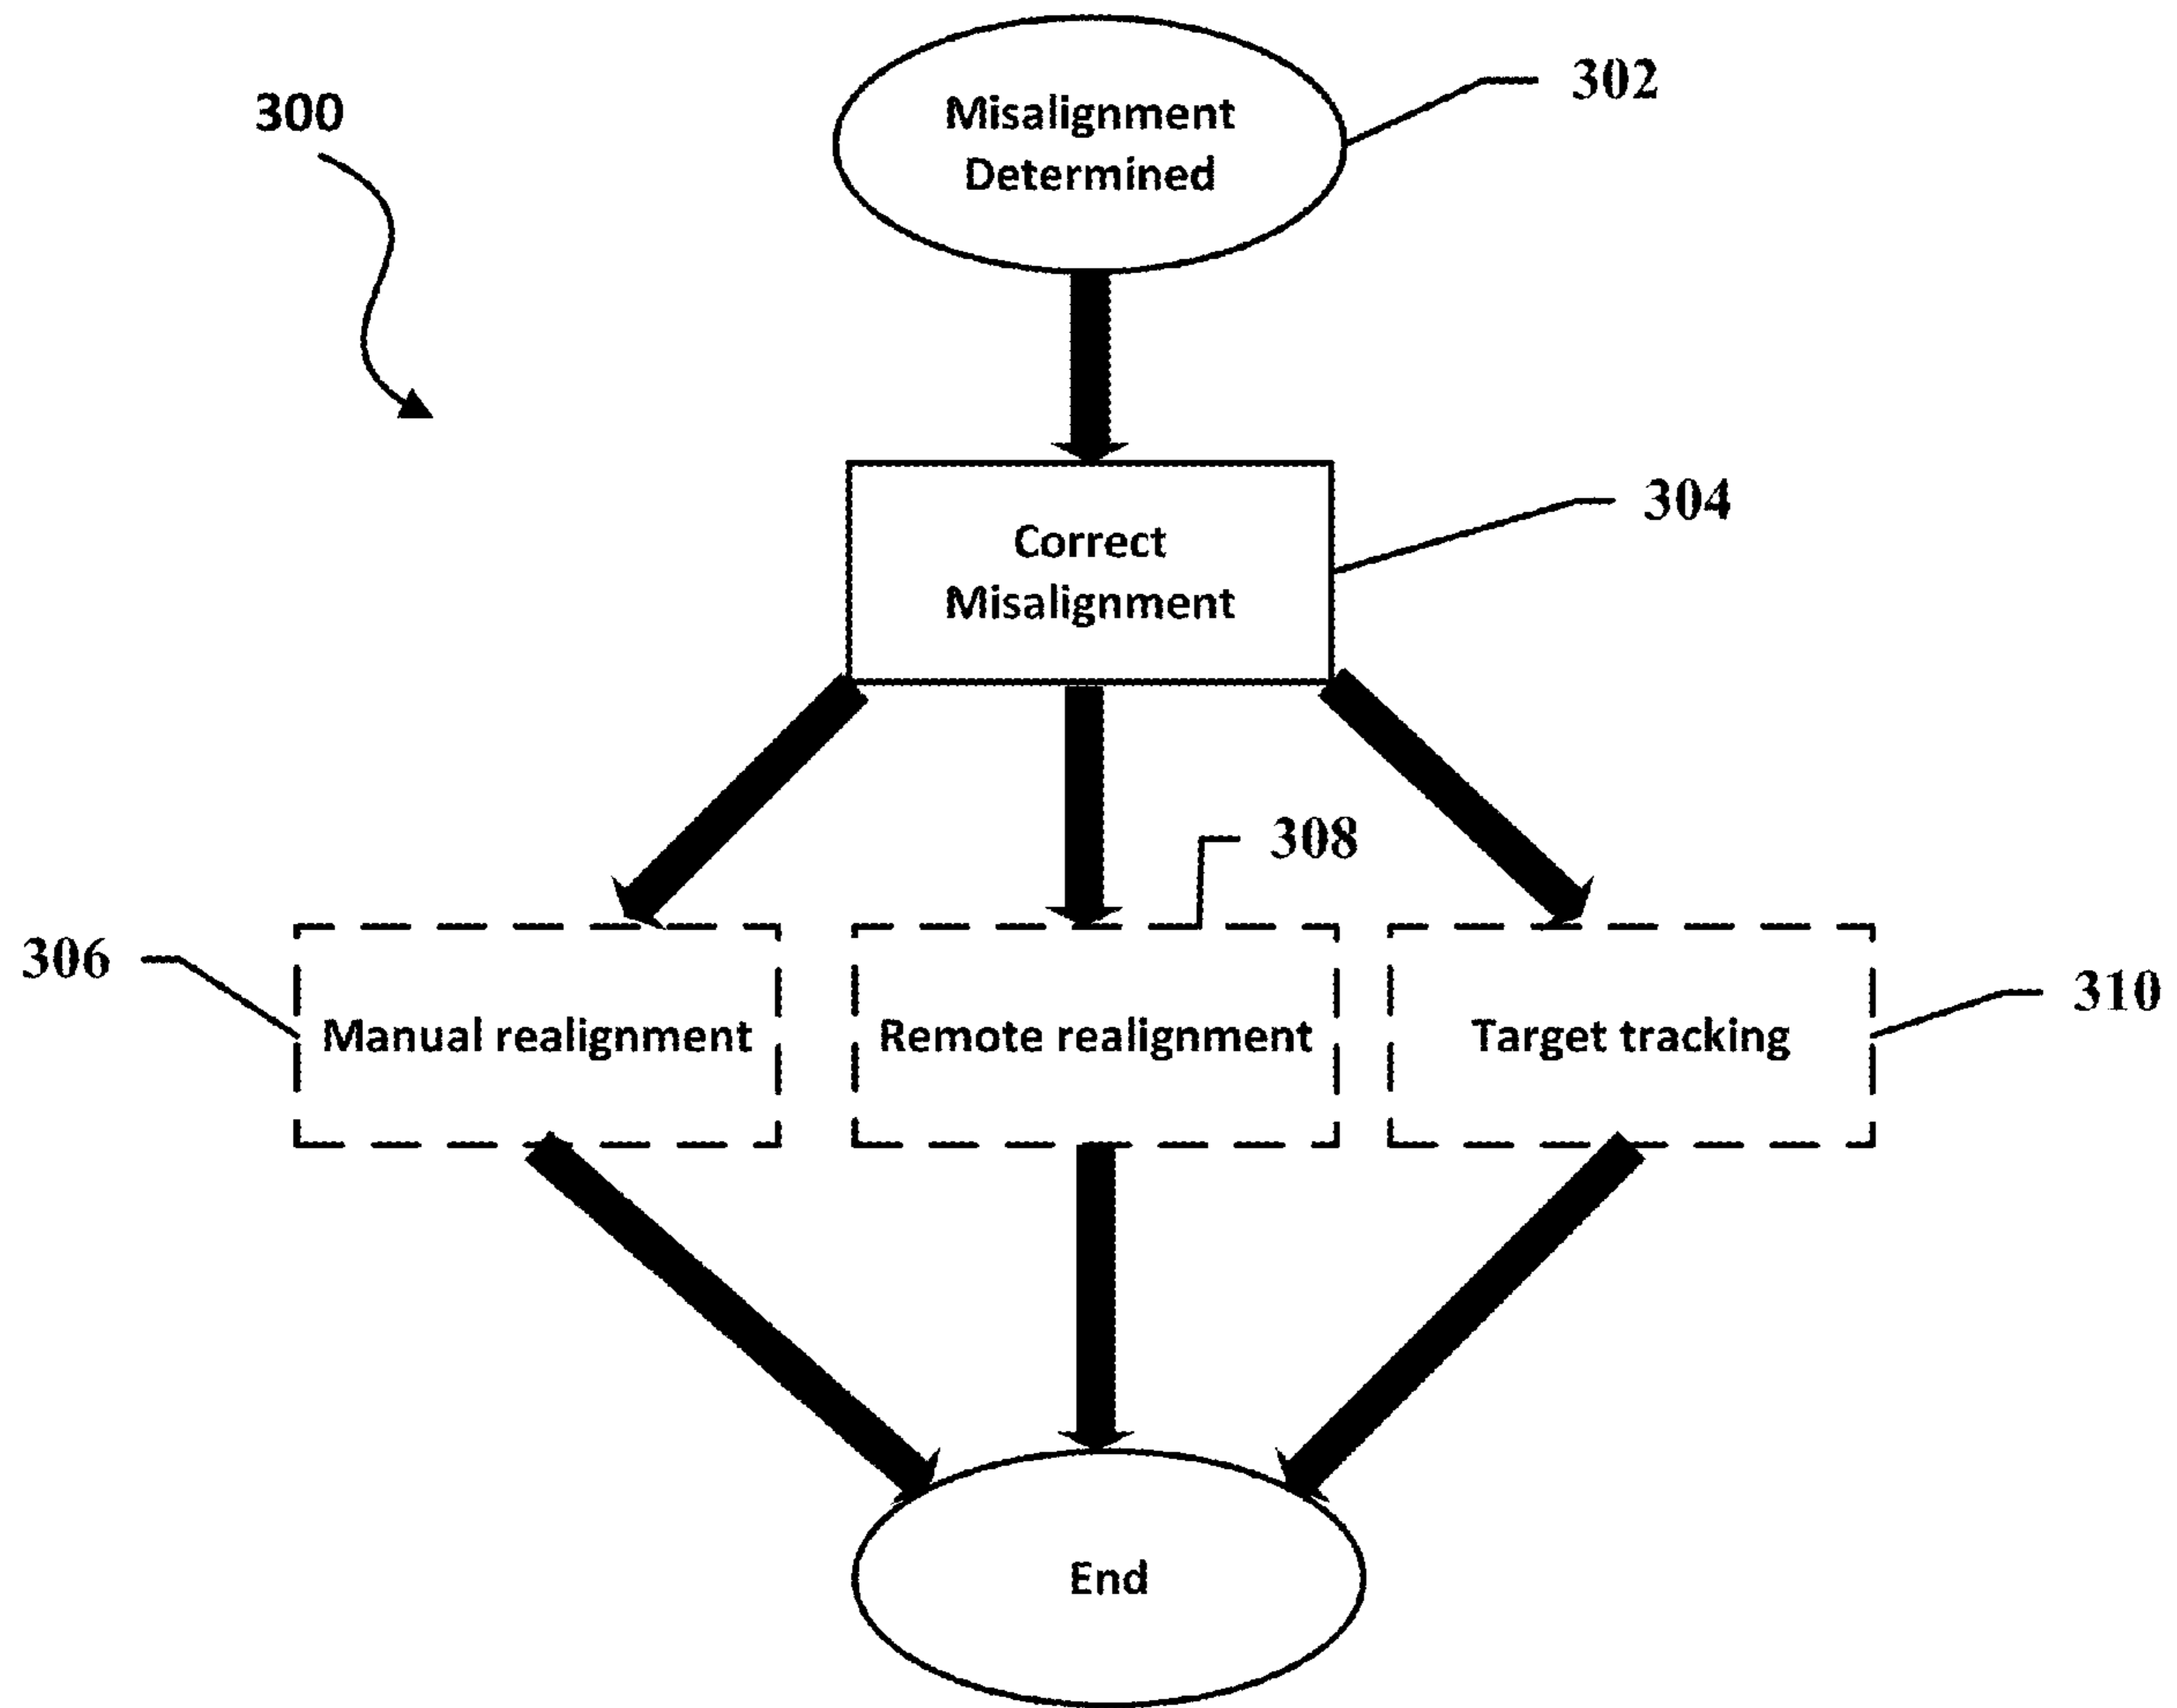 302
300
Misalignment
Determined
304
Correct
Misalignment
308
306
310
Manual realignment
Remote realignment
Target tracking
End